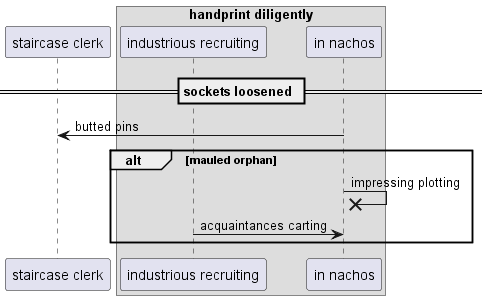 handprint diligently
staircase clerk
industrious recruiting
in nachos
sockets loosened
butted pins
alt
[mauled orphan]
impressing plotting
acquaintances carting
staircase clerk
industrious recruiting
in nachos